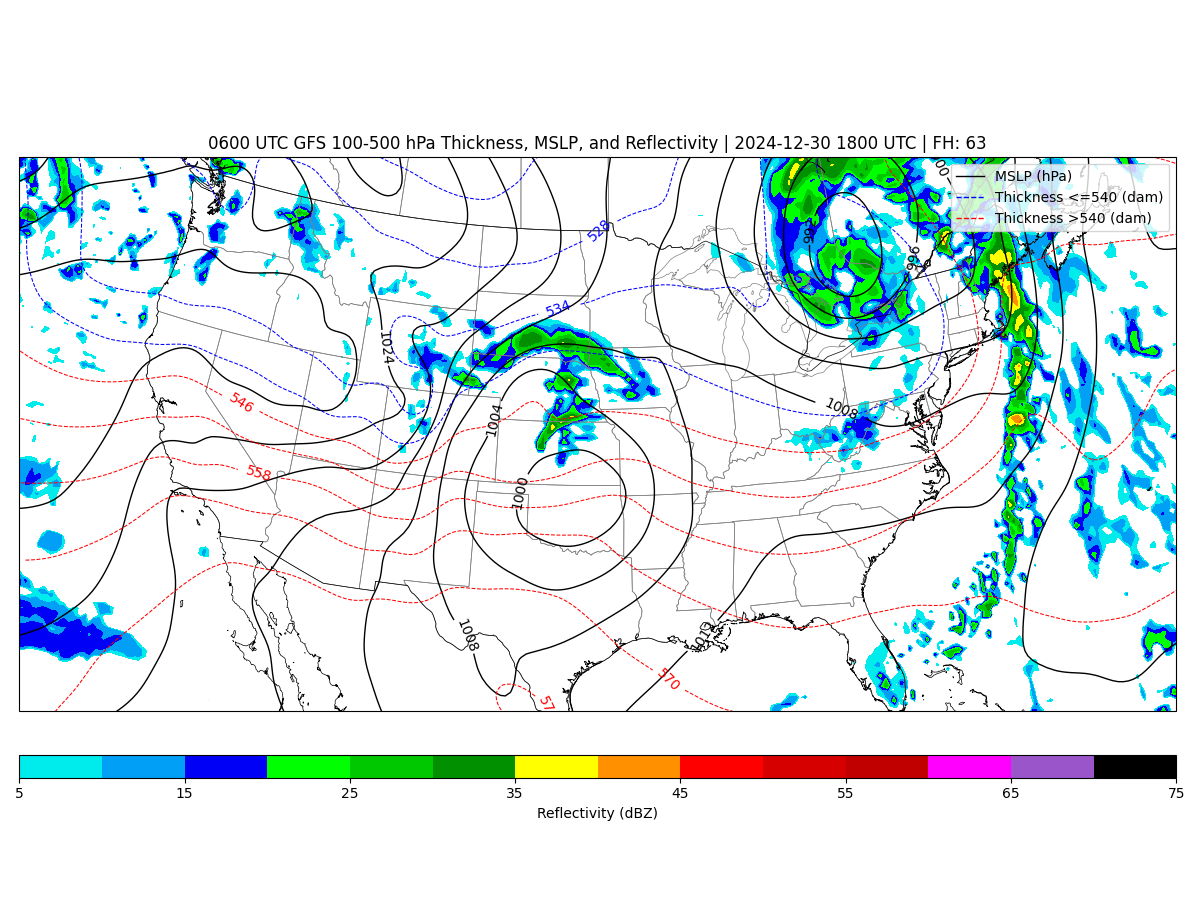 0600 UTC GFS 100-500 hPa Thickness, MSLP, and Reflectivity | 2024-12-30 1800 UTC | FH: 63
MSLP (hPa)
Thickness <=540 (dam)
Thickness >540 (dam)
528
992
996
534
1024
546
1004
1008
558
1000
1008
1012
570
57
5 15 25 35 45 55 65 75
Reflectivity (dBZ)